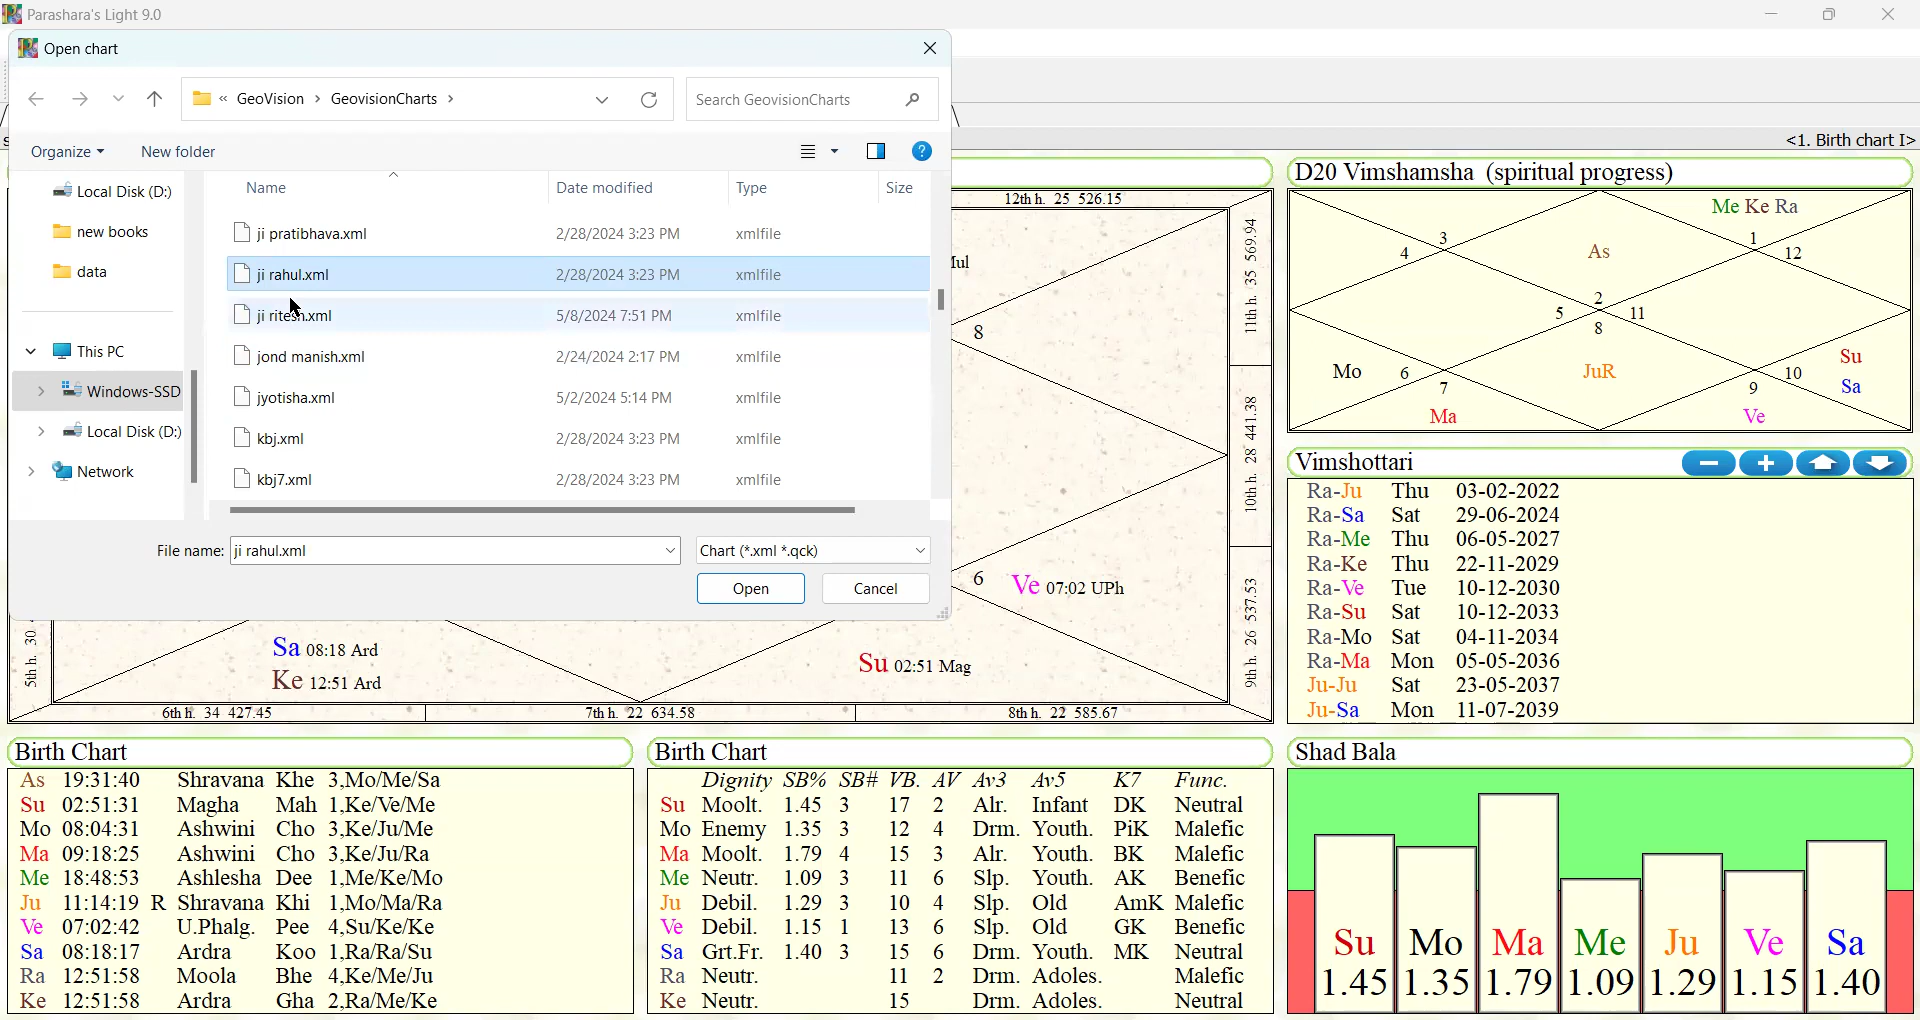 Parashara's Light 9.0
Open chart
« GeoVision › GeovisionCharts ›
Search GeovisionCharts
Organize
New folder
?
<1. Birth chart I>
Name
Date modified
Type
Size
Local Disk (D:)
new books
data
This PC
Windows-SSD
Local Disk (D:)
Network
ji pratibhava.xml 2/28/2024 3:23 PM xmlfile
ji rahul.xml 2/28/2024 3:23 PM xmlfile
ji ritesh.xml 5/8/2024 7:51 PM xmlfile
jond manish.xml 2/24/2024 2:17 PM xmlfile
jyotisha.xml 5/2/2024 5:14 PM xmlfile
kbj.xml 2/28/2024 3:23 PM xmlfile
kbj7.xml 2/28/2024 3:23 PM xmlfile
File name: ji rahul.xml
Chart (*.xml *.qck)
Open
Cancel
12th h. 25 526.15
11th h. 35 569.94
10th h. 28 441.38
9th h. 26 537.53
8
6
Ve 07:02 UPh
Sa 08:18 Ard
Ke 12:51 Ard
Su 02:51 Mag
5th h. 30
6th h. 34 427.45
7th h. 22 634.58
8th h. 22 585.67
D20 Vimshamsha (spiritual progress)
Me Ke Ra
3
4
As
1
12
2
5
11
8
Mo
6
7
JuR
Su
10
9
Sa
Ma
Ve
Vimshottari
Ra-Ju Thu 03-02-2022
Ra-Sa Sat 29-06-2024
Ra-Me Thu 06-05-2027
Ra-Ke Thu 22-11-2029
Ra-Ve Tue 10-12-2030
Ra-Su Sat 10-12-2033
Ra-Mo Sat 04-11-2034
Ra-Ma Mon 05-05-2036
Ju-Ju Sat 23-05-2037
Ju-Sa Mon 11-07-2039
Birth Chart
As 19:31:40 Shravana Khe 3,Mo/Me/Sa
Su 02:51:31 Magha Mah 1,Ke/Ve/Me
Mo 08:04:31 Ashwini Cho 3,Ke/Ju/Me
Ma 09:18:25 Ashwini Cho 3,Ke/Ju/Ra
Me 18:48:53 Ashlesha Dee 1,Me/Ke/Mo
Ju 11:14:19 R Shravana Khi 1,Mo/Ma/Ra
Ve 07:02:42 U.Phalg. Pee 4,Su/Ke/Ke
Sa 08:18:17 Ardra Koo 1,Ra/Ra/Su
Ra 12:51:58 Moola Bhe 4,Ke/Me/Ju
Ke 12:51:58 Ardra Gha 2,Ra/Me/Ke
Birth Chart
Dignity SB% SB# VB. AV Av3 Av5 K7 Func.
Su Moolt. 1.45 3 17 2 Alr. Infant DK Neutral
Mo Enemy 1.35 3 12 4 Drm. Youth. PiK Malefic
Ma Moolt. 1.79 4 15 3 Alr. Youth. BK Malefic
Me Neutr. 1.09 3 11 6 Slp. Youth. AK Benefic
Ju Debil. 1.29 3 10 4 Slp. Old AmK Malefic
Ve Debil. 1.15 1 13 6 Slp. Old GK Benefic
Sa Grt.Fr. 1.40 3 15 6 Drm. Youth. MK Neutral
Ra Neutr. 11 2 Drm. Adoles. Malefic
Ke Neutr. 15 Drm. Adoles. Neutral
Shad Bala
Su Mo Ma Me Ju Ve Sa
1.45 1.35 1.79 1.09 1.29 1.15 1.40